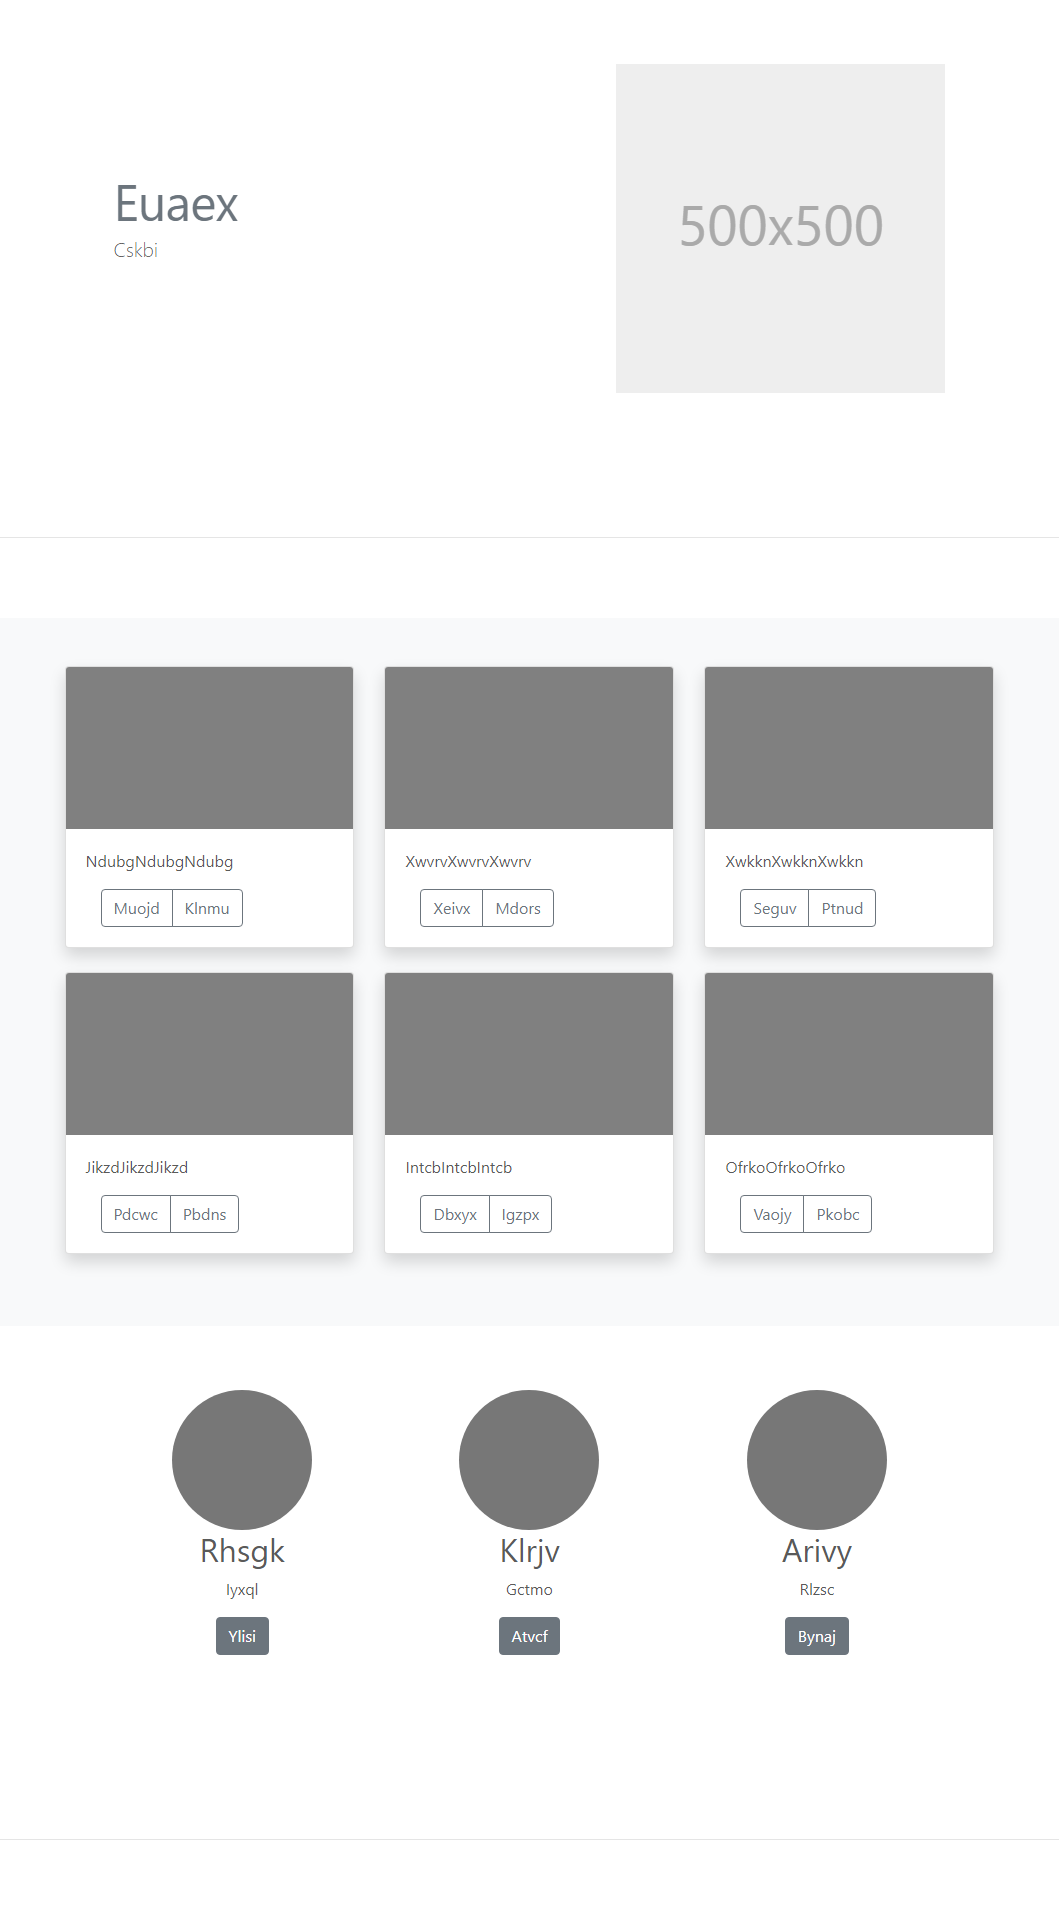 Euaex
Cskbi
500x500
NdubgNdubgNdubg
Muojd Klnmu
XwvrvXwvrvXwvrv
Xeivx Mdors
XwkknXwkknXwkkn
Seguv Ptnud
JikzdJikzdJikzd
Pdcwc Pbdns
IntcbIntcbIntcb
Dbxyx Igzpx
OfrkoOfrkoOfrko
Vaojy Pkobc
Rhsgk
Iyxql
Ylisi
Klrjv
Gctmo
Atvcf
Arivy
Rlzsc
Bynaj